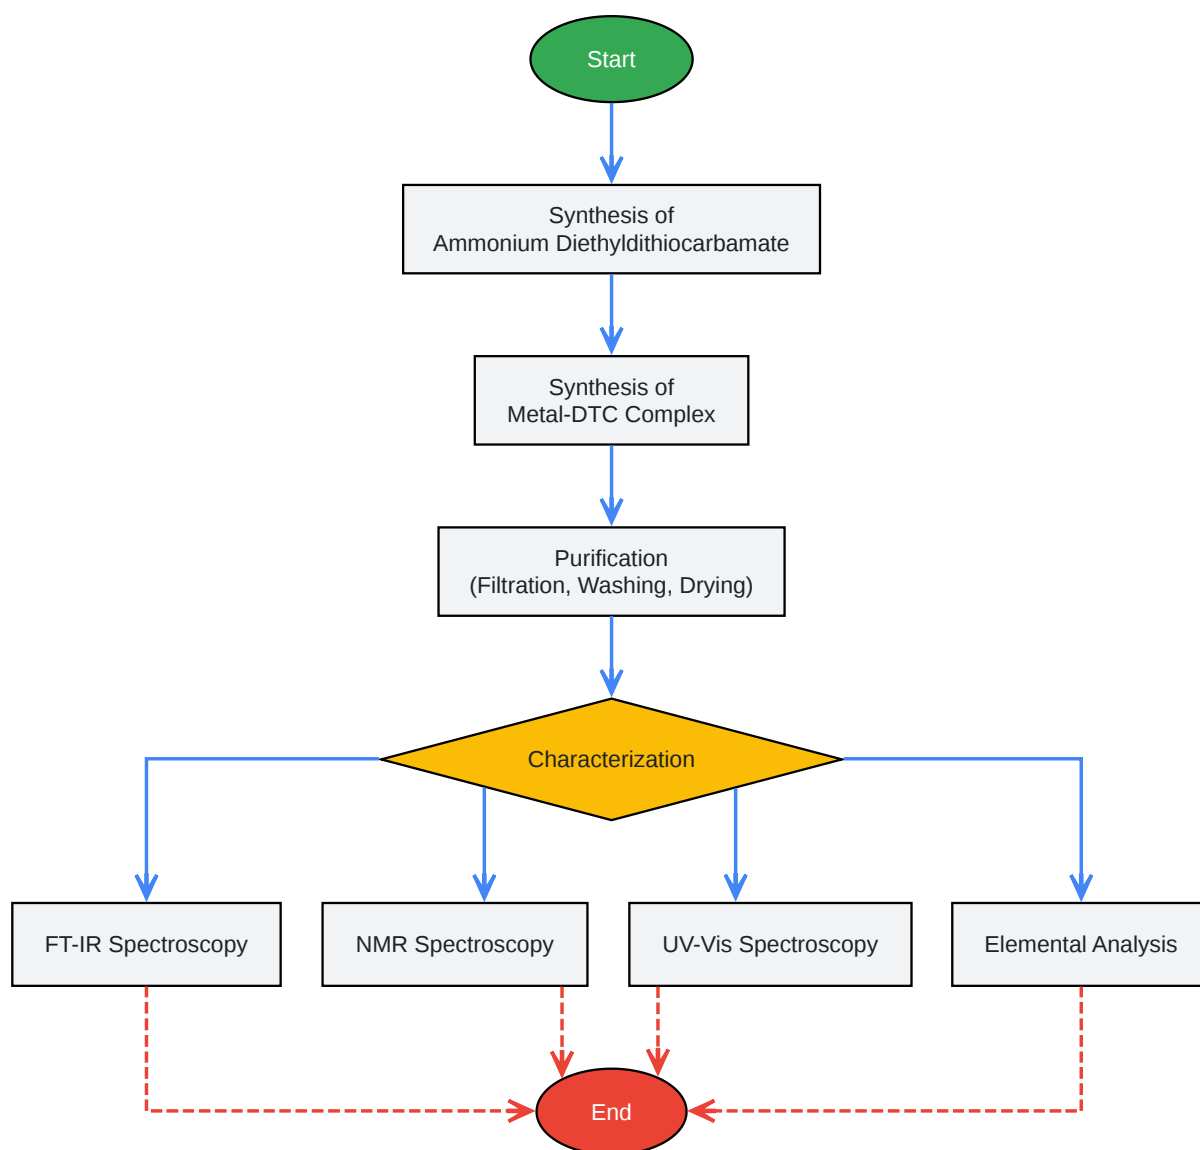 Start
Synthesis of
Ammonium Diethyldithiocarbamate
Synthesis of
Metal-DTC Complex
Purification
(Filtration, Washing, Drying)
Characterization
FT-IR Spectroscopy
NMR Spectroscopy
UV-Vis Spectroscopy
Elemental Analysis
End